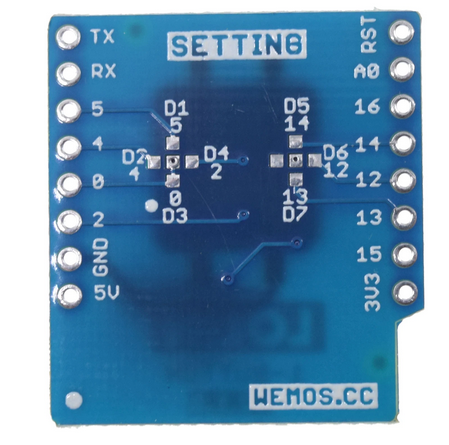 TX
SETTING
RST
RX
A0
5
D1
5
D5
14
16
4
D2
4
D4
2
D6
12
14
0
0
D3
13
D7
12
2
13
GND
15
5V
3V3
WEMOS.CC